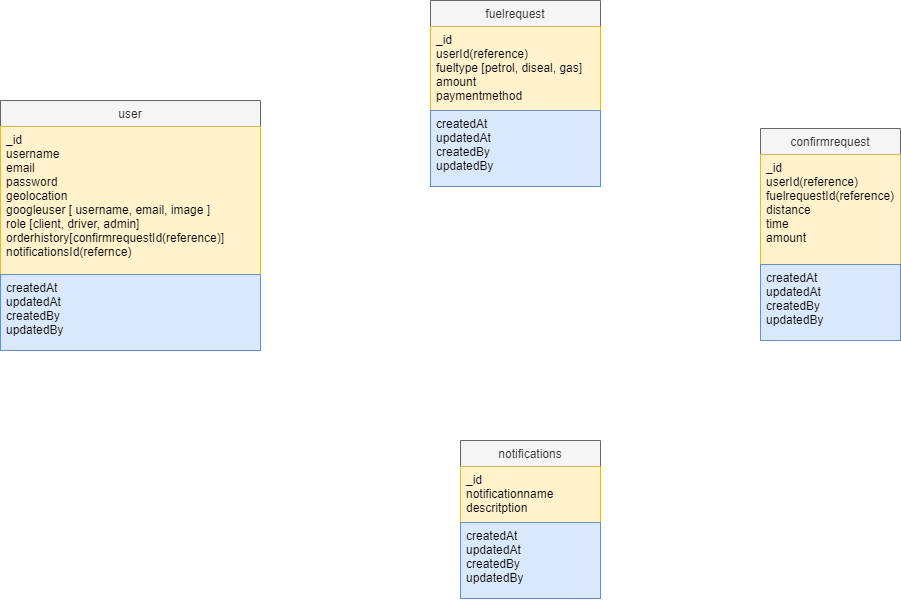 fuelrequest
_id
userId(reference)
fueltype [petrol, diseal, gas]
amount
paymentmethod
createdAt
updatedAt
createdBy
updatedBy
user
_id
username
email
password
geolocation
googleuser [ username, email, image ]
role [client, driver, admin]
orderhistory[confirmrequestId(reference)]
notificationsId(refernce)
createdAt
updatedAt
createdBy
updatedBy
confirmrequest
_id
userId(reference)
fuelrequestId(reference)
distance
time
amount
createdAt
updatedAt
createdBy
updatedBy
notifications
_id
notificationname
descritption
createdAt
updatedAt
createdBy
updatedBy